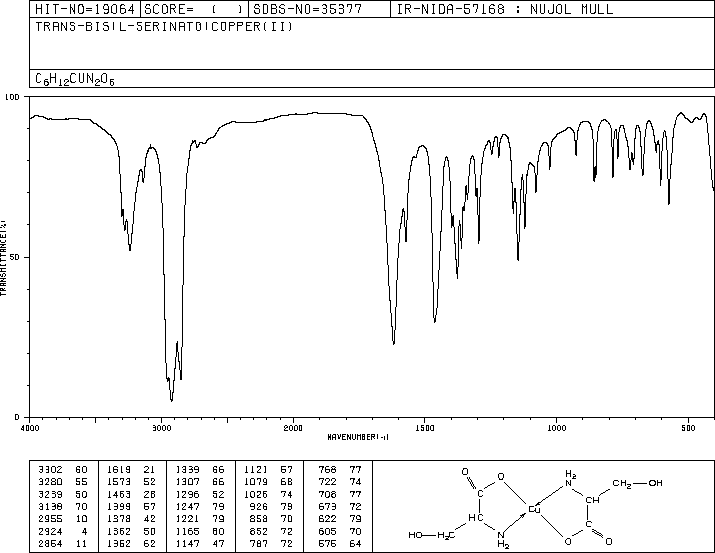 HIT-NO=19064 SCORE= ( ) SDBS-NO=35377 IR-NIDA-57168 : NUJOL MULL
TRANS-BIS(L-SERINATO)COPPER(II)
C6H12CUN2O6
100
50
0
TRANSMITTANCE(%)
4000 3000 2000 1500 1000 500
WAVENUMBER(-1)
3302 60 1619 21 1339 66 1121 57 768 77
3280 55 1573 52 1307 66 1079 68 722 74
3239 50 1463 28 1296 52 1026 74 708 77
3138 70 1399 57 1247 79 926 79 673 72
2955 10 1378 42 1221 79 858 70 622 79
2924 4 1362 50 1165 60 852 72 605 70
2854 11 1352 62 1147 47 787 72 576 64
O O H2 N CH2 OH
C Cu CH
HC C
HO H2C N H2 O O